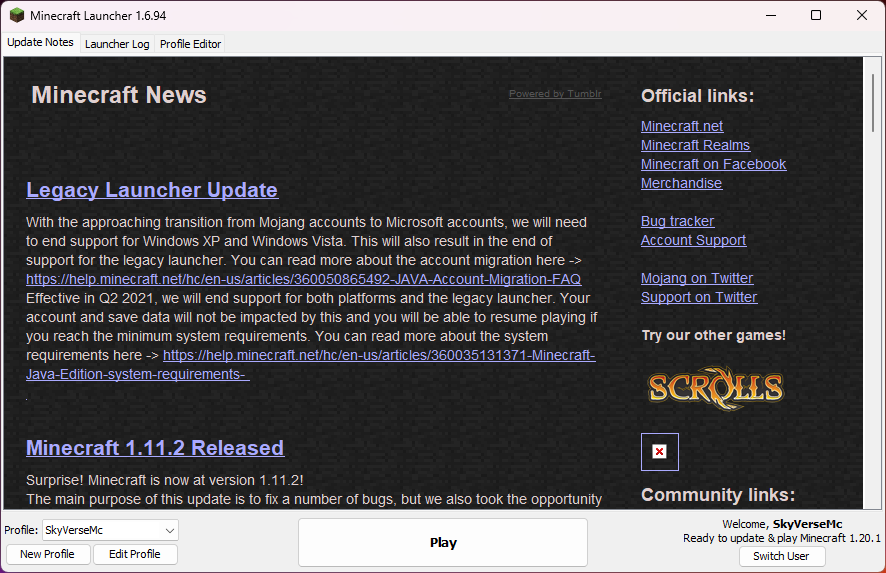 Minecraft Launcher 1.6.94
Update Notes
Launcher Log
Profile Editor
Minecraft News
Powered by Tumblr
Legacy Launcher Update
With the approaching transition from Mojang accounts to Microsoft accounts, we will need
to end support for Windows XP and Windows Vista. This will also result in the end of
support for the legacy launcher. You can read more about the account migration here ->
https://help.minecraft.net/hc/en-us/articles/360050865492-JAVA-Account-Migration-FAQ
Effective in Q2 2021, we will end support for both platforms and the legacy launcher. Your
account and save data will not be impacted by this and you will be able to resume playing if
you reach the minimum system requirements. You can read more about the system
requirements here -> https://help.minecraft.net/hc/en-us/articles/360035131371-Minecraft-
Java-Edition-system-requirements-
.
Minecraft 1.11.2 Released
Surprise! Minecraft is now at version 1.11.2!
The main purpose of this update is to fix a number of bugs, but we also took the opportunity
Official links:
Minecraft.net
Minecraft Realms
Minecraft on Facebook
Merchandise
Bug tracker
Account Support
Mojang on Twitter
Support on Twitter
Try our other games!
SCROLLS
Community links:
Profile: SkyVerseMc
New Profile
Edit Profile
Play
Welcome, SkyVerseMc
Ready to update & play Minecraft 1.20.1
Switch User